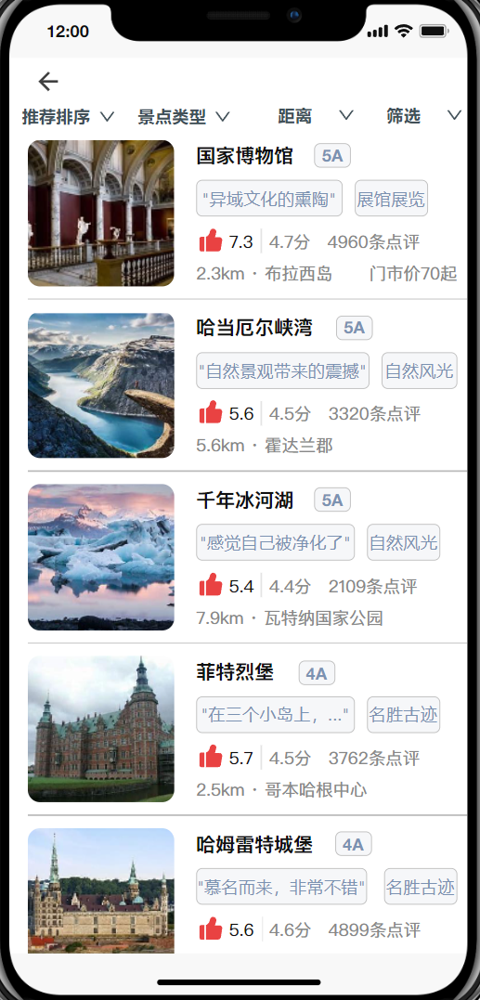 12:00
推荐排序 景点类型 距离 筛选
国家博物馆 5A
"异域文化的熏陶" 展馆展览
7.3 4.7分 4960条点评
2.3km · 布拉西岛 门市价70起
哈当厄尔峡湾 5A
"自然景观带来的震撼" 自然风光
5.6 4.5分 3320条点评
5.6km · 霍达兰郡
千年冰河湖 5A
"感觉自己被净化了" 自然风光
5.4 4.4分 2109条点评
7.9km · 瓦特纳国家公园
菲特烈堡 4A
"在三个小岛上，..." 名胜古迹
5.7 4.5分 3762条点评
2.5km · 哥本哈根中心
哈姆雷特城堡 4A
"慕名而来，非常不错" 名胜古迹
5.6 4.6分 4899条点评